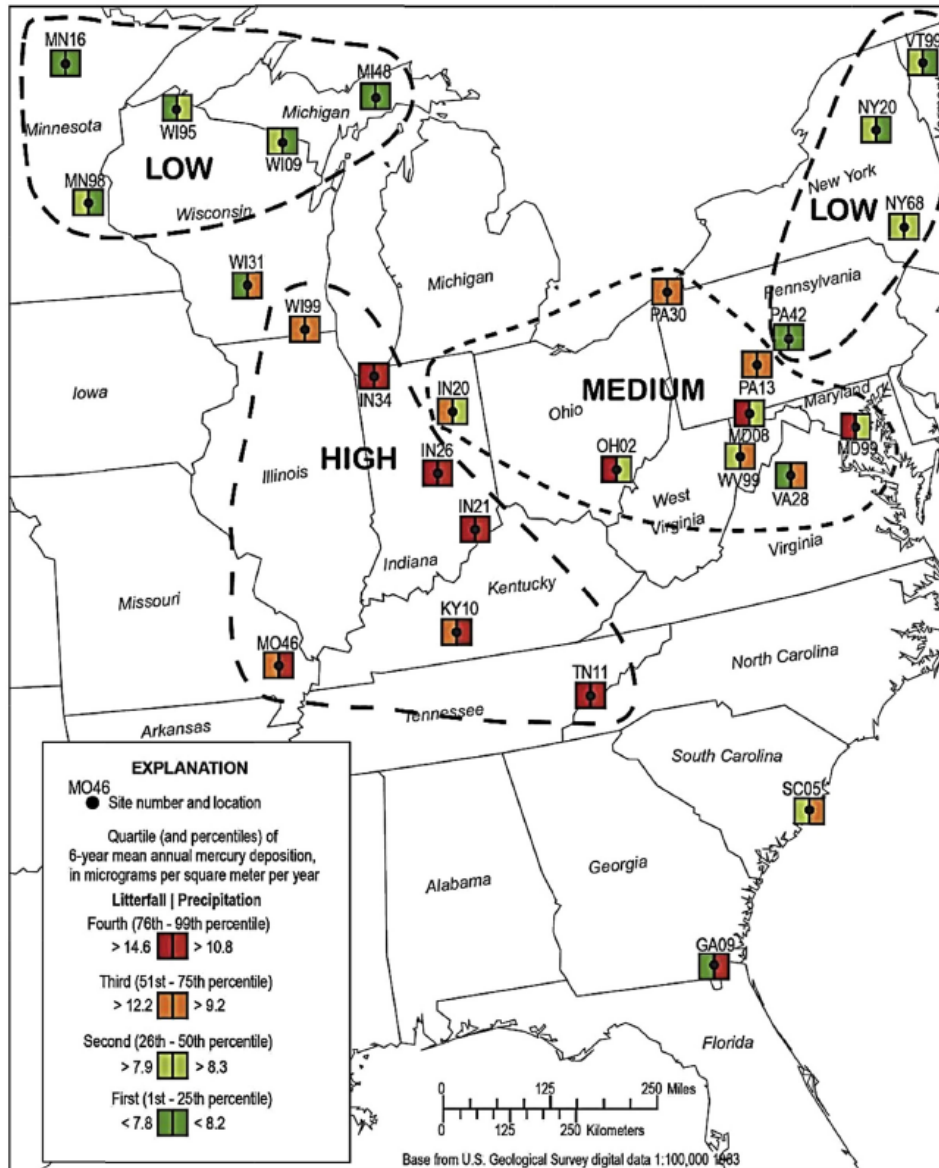 MN16
VT99
MI48
Michigan
NY20
Minnesota
WI95
WI09
LOW
New York
MN98
NY68
Wisconsin
LOW
WI31
Michigan
Pennsylvania
WI99
PA30
PA42
IN34
PA13
Iowa
IN20
MEDIUM
Ohio
Maryland
HIGH
MD08
MD99
Illinois
IN26
OH02
WV99
VA28
West
Virginia
IN21
Virginia
Indiana
Kentucky
Missouri
KY10
MO46
TN11
North Carolina
Tennessee
Arkansas
South Carolina
SC05
Georgia
Alabama
GA09
Florida
EXPLANATION
MO46
Site number and location
Quartile (and percentiles) of
6-year mean annual mercury deposition,
in micrograms per square meter per year
Litterfall | Precipitation
Fourth (76th - 99th percentile)
> 14.6 > 10.8
Third (51st - 75th percentile)
> 12.2 > 9.2
Second (26th - 50th percentile)
> 7.9 > 8.3
First (1st - 25th percentile)
< 7.8 < 8.2
0 125 250 Miles
0 125 250 Kilometers
Base from U.S. Geological Survey digital data 1:100,000